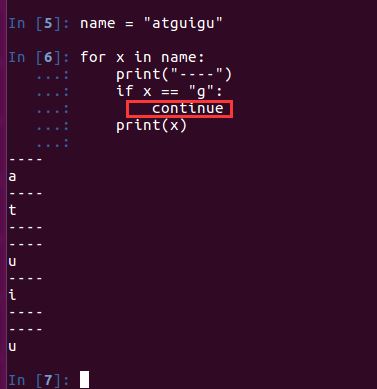 In [5]: name = "atguigu"
In [6]: for x in name:
   ...:     print("----")
   ...:     if x == "g":
   ...:         continue
   ...:     print(x)
   ...:
----
a
----
t
----
----
u
----
i
----
----
u
In [7]: